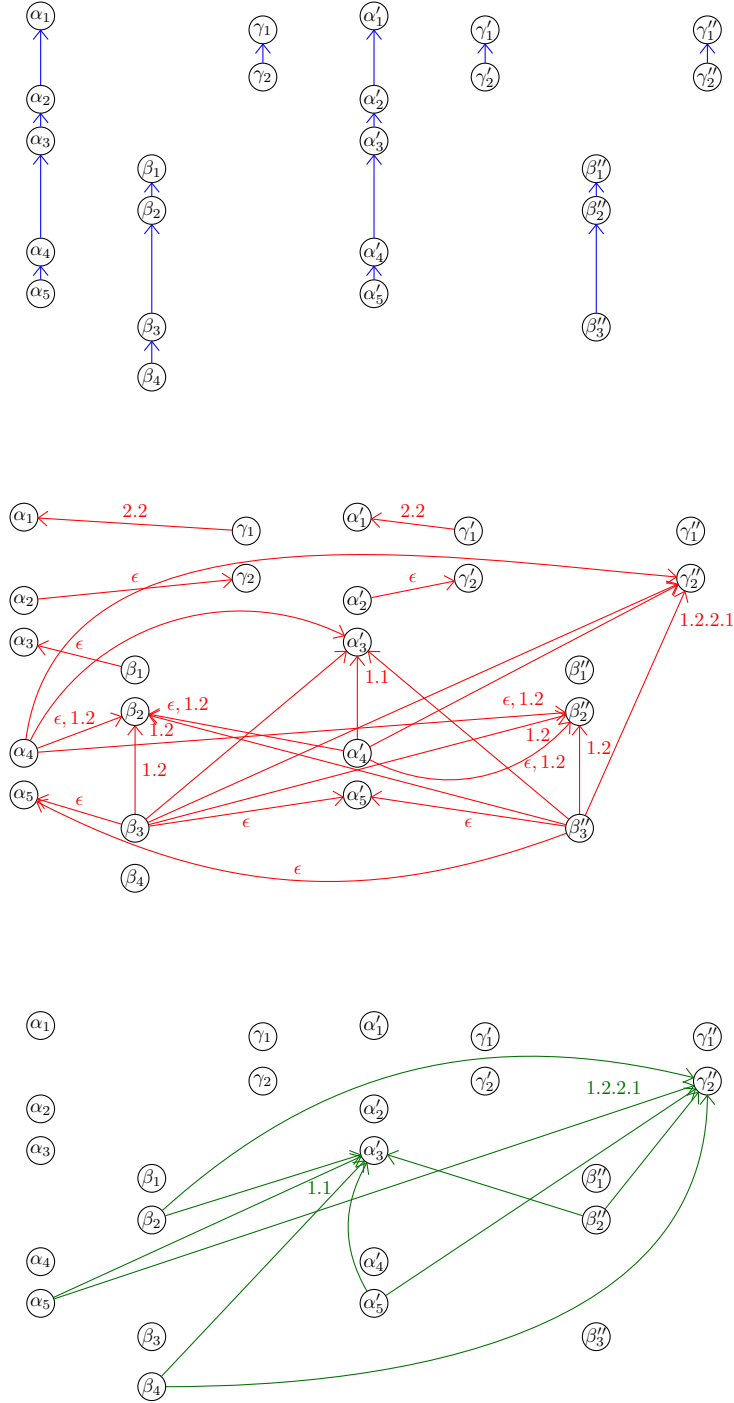 α₁ γ₁ α′₁ γ′₁ γ″₁
γ₂ γ′₂ γ″₂
α₂ α′₂
α₃ α′₃
β₁ β″₁
β₂ β″₂
α₄ α′₄
α₅ α′₅
β₃ β″₃
β₄
2.2 2.2
α₁ γ₁ α′₁ γ′₁ γ″₁
ϵ ϵ
γ₂ γ′₂ γ″₂
α₂ α′₂
1.2.2.1
α₃ ϵ α′₃
β₁ 1.1 β″₁
ϵ, 1.2 ϵ, 1.2
ϵ, 1.2 β₂ β″₂
1.2 1.2
α₄ α′₄ 1.2
1.2 ϵ, 1.2
α₅ ϵ α′₅
β₃ ϵ ϵ β″₃
ϵ
β₄
α₁ γ₁ α′₁ γ′₁ γ″₁
γ₂ γ′₂ 1.2.2.1 γ″₂
α₂ α′₂
α₃ α′₃
β₁ 1.1 β″₁
β₂ β″₂
α₄ α′₄
α₅ α′₅
β₃ β″₃
β₄